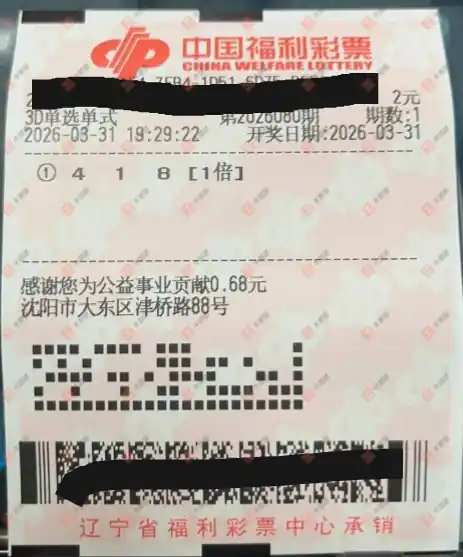 中国福利彩票
CHINA WELFARE LOTTERY
2元
3D单选单式 第2026080期 期数:1
2026-03-31 19:29:22 开奖日期:2026-03-31
① 4 1 8 [1倍]
感谢您为公益事业贡献0.68元
沈阳市大东区津桥路88号
辽宁省福利彩票中心承销